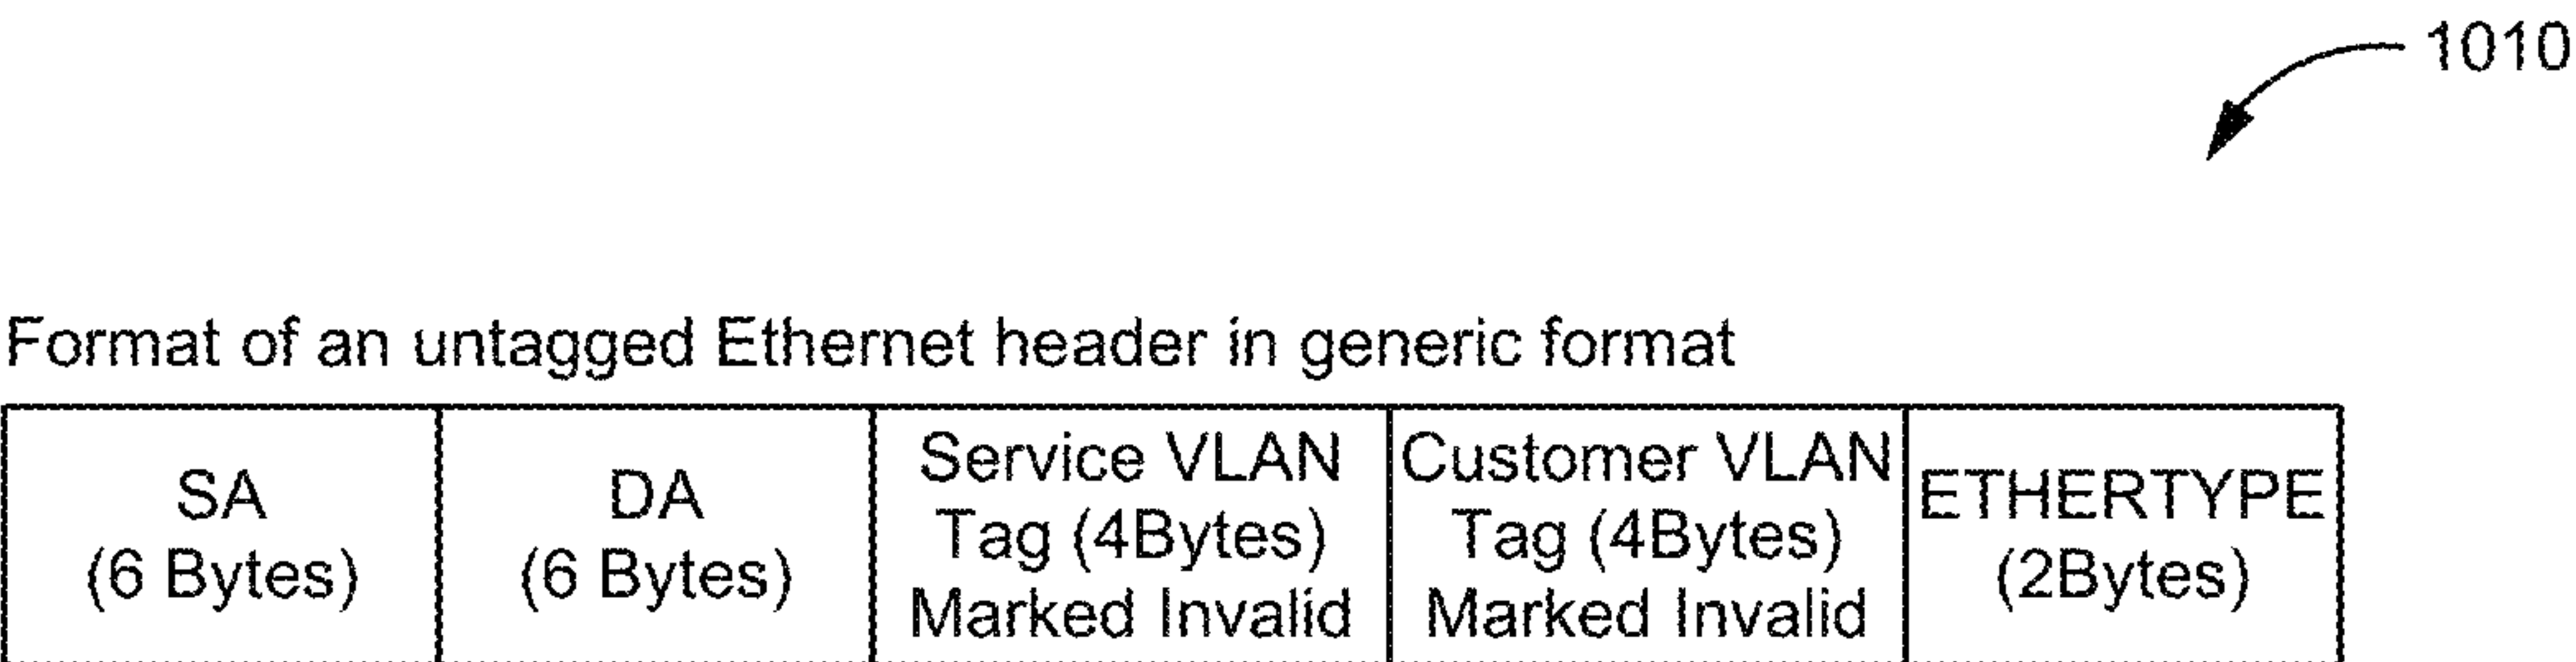 1010
Format of an untagged Ethernet header in generic format
SA
(6 Bytes)
DA
(6 Bytes)
Service VLAN
Tag (4Bytes)
Marked Invalid
Customer VLAN
Tag (4Bytes)
Marked Invalid
ETHERTYPE
(2Bytes)